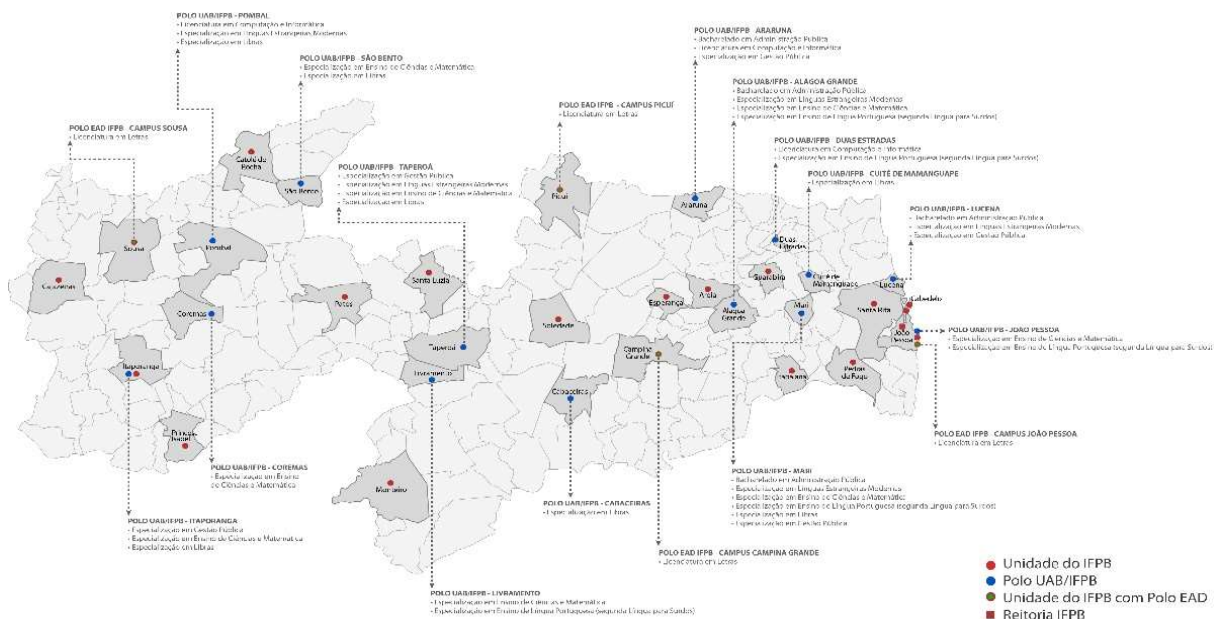 POLO UAB/IFPB - POMBAL
- Licenciatura em Computação e Informática
- Especialização em Línguas Estrangeiras Modernas
- Especialização em Libras
POLO UAB/IFPB - SÃO BENTO
- Especialização em Ensino de Ciências e Matemática
- Especialização em Libras
POLO EAD IFPB - CAMPUS SOUSA
- Licenciatura em Letras
POLO UAB/IFPB - TAPEROÁ
- Especialização em Gestão Pública
- Especialização em Línguas Estrangeiras Modernas
- Especialização em Ensino de Ciências e Matemática
- Especialização em Libras
POLO EAD IFPB - CAMPUS PICUÍ
- Licenciatura em Letras
POLO UAB/IFPB - ARARUNA
- Bacharelado em Administração Pública
- Licenciatura em Computação e Informática
- Especialização em Gestão Pública
POLO UAB/IFPB - ALAGOA GRANDE
- Bacharelado em Administração Pública
- Especialização em Línguas Estrangeiras Modernas
- Especialização em Ensino de Ciências e Matemática
- Especialização em Ensino de Língua Portuguesa (segunda Língua para Surdos)
POLO UAB/IFPB - DUAS ESTRADAS
- Licenciatura em Computação e Informática
- Especialização em Ensino de Língua Portuguesa (segunda Língua para Surdos)
POLO UAB/IFPB - CUITÉ DE MAMANGUAPE
- Especialização em Libras
POLO UAB/IFPB - LUCENA
- Bacharelado em Administração Pública
- Especialização em Línguas Estrangeiras Modernas
- Especialização em Gestão Pública
Catolé do
Rocha
São Bento
Sousa
Pombal
Cajazeiras
Coremas
Itaporanga
Princesa
Isabel
Patos
Santa Luzia
Taperoá
Livramento
Monteiro
Picuí
Soledade
Cabaceiras
Campina
Grande
Esperança
Areia
Alagoa
Grande
Araruna
Duas
Estradas
Guarabira
Cuité de
Mamanguape
Mari
Itabaiana
Pedras
de Fogo
Santa Rita
Lucena
Cabedelo
João
Pessoa
POLO UAB/IFPB - JOÃO PESSOA
- Especialização em Ensino de Ciências e Matemática
- Especialização em Ensino de Língua Portuguesa (segunda Língua para Surdos)
POLO EAD IFPB - CAMPUS JOÃO PESSOA
- Licenciatura em Letras
POLO UAB/IFPB - COREMAS
- Especialização em Ensino
de Ciências e Matemática
POLO UAB/IFPB - ITAPORANGA
- Especialização em Gestão Pública
- Especialização em Ensino de Ciências e Matemática
- Especialização em Libras
POLO UAB/IFPB - LIVRAMENTO
- Especialização em Ensino de Ciências e Matemática
- Especialização em Ensino de Língua Portuguesa (segunda Língua para Surdos)
POLO UAB/IFPB - CABACEIRAS
- Especialização em Libras
POLO EAD IFPB - CAMPUS CAMPINA GRANDE
- Licenciatura em Letras
POLO UAB/IFPB - MARI
- Bacharelado em Administração Pública
- Especialização em Línguas Estrangeiras Modernas
- Especialização em Ensino de Ciências e Matemática
- Especialização em Ensino de Língua Portuguesa (segunda Língua para Surdos)
- Especialização em Libras
- Especialização em Gestão Pública
Unidade do IFPB
Polo UAB/IFPB
Unidade do IFPB com Polo EAD
Reitoria IFPB